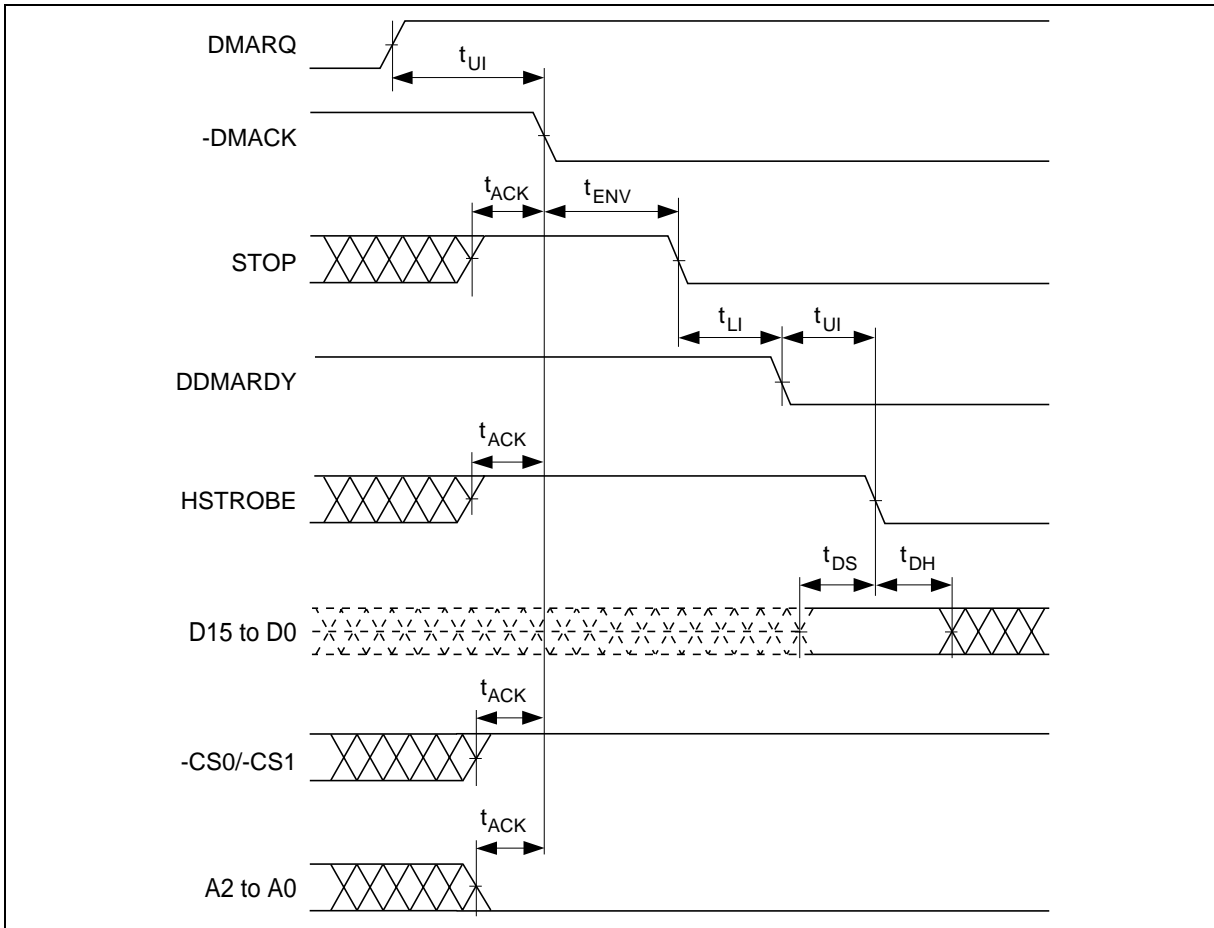 DMARQ
tUI
-DMACK
tACK
tENV
STOP
tLI
tUI
DDMARDY
tACK
HSTROBE
tDS
tDH
D15 to D0
tACK
-CS0/-CS1
tACK
A2 to A0